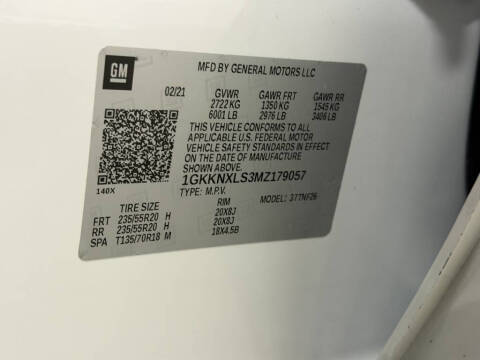 GM
MFD BY GENERAL MOTORS LLC
02/21 GVWR GAWR FRT GAWR RR
2722 KG 1350 KG 1545 KG
6001 LB 2976 LB 3406 LB
THIS VEHICLE CONFORMS TO ALL
APPLICABLE U.S. FEDERAL MOTOR
VEHICLE SAFETY STANDARDS IN EFFECT
ON THE DATE OF MANUFACTURE
SHOWN ABOVE.
1GKKNXLS3MZ179057
140X TYPE: M.P.V. MODEL: 377NF26
TIRE SIZE RIM
FRT 235/55R20 H 20X8J
RR 235/55R20 H 20X8J
SPA T135/70R18 M 18X4.5B